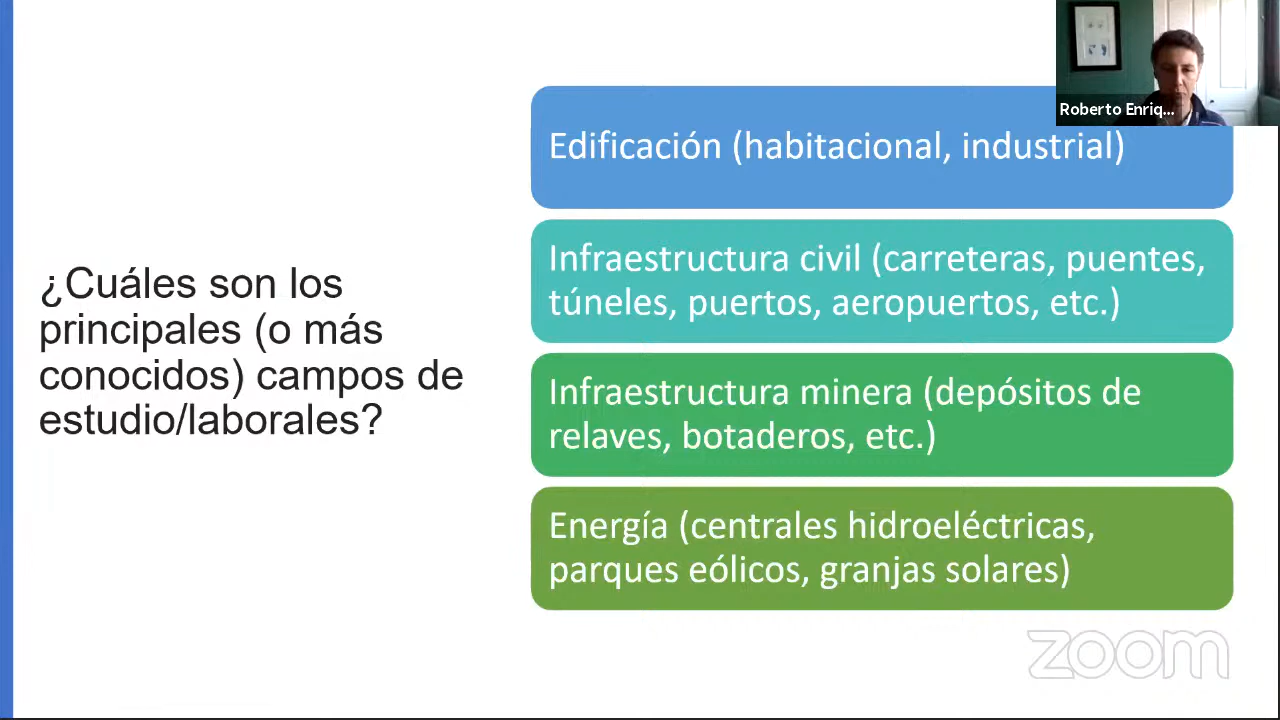 ¿Cuáles son los
principales (o más
conocidos) campos de
estudio/laborales?
Edificación (habitacional, industrial)
Infraestructura civil (carreteras, puentes,
túneles, puertos, aeropuertos, etc.)
Infraestructura minera (depósitos de
relaves, botaderos, etc.)
Energía (centrales hidroeléctricas,
parques eólicos, granjas solares)
Roberto Enriq...
zoom